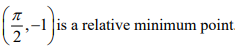 (π/2, -1) is a relative minimum point